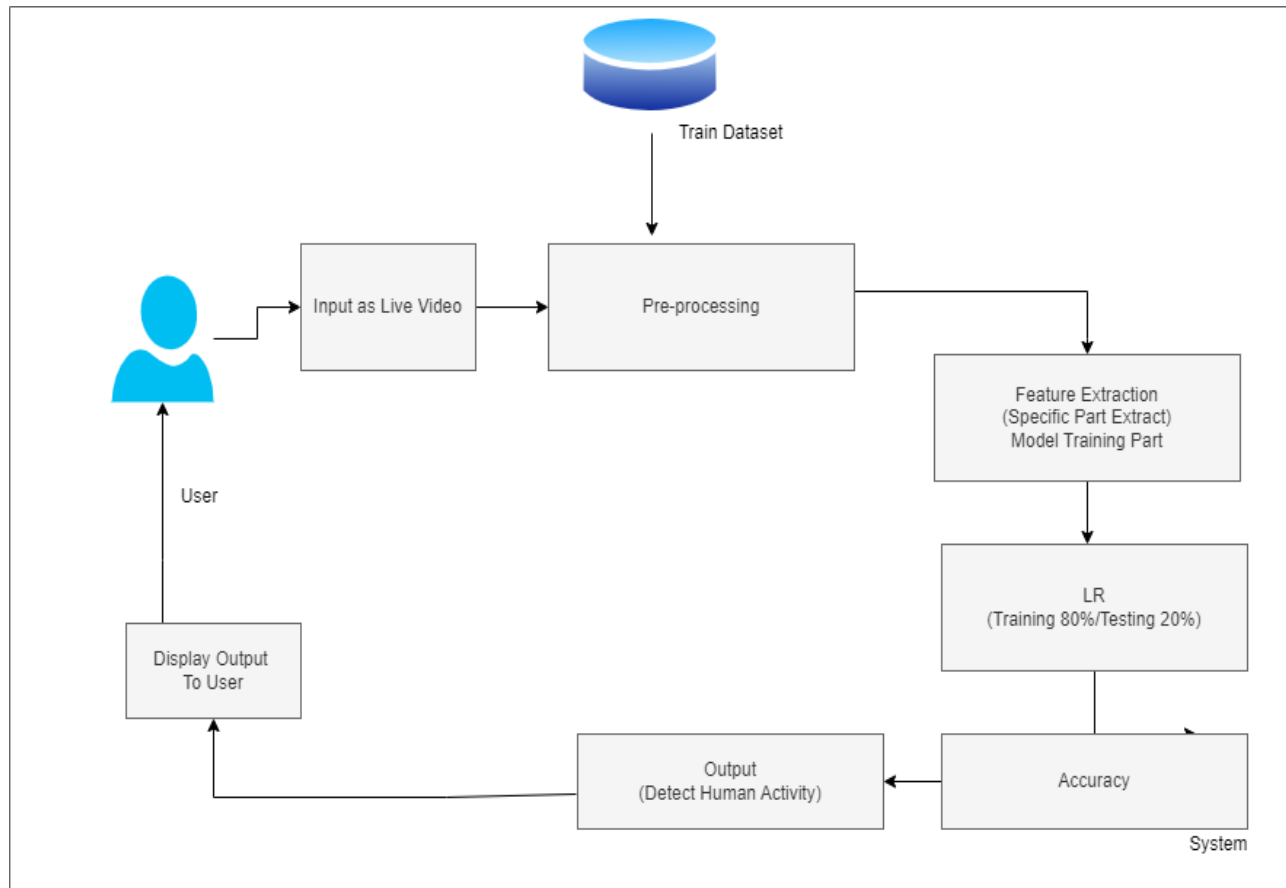 Train Dataset
Input as Live Video
Pre-processing
Feature Extraction
(Specific Part Extract)
Model Training Part
User
LR
(Training 80%/Testing 20%)
Display Output
To User
Output
(Detect Human Activity)
Accuracy
System